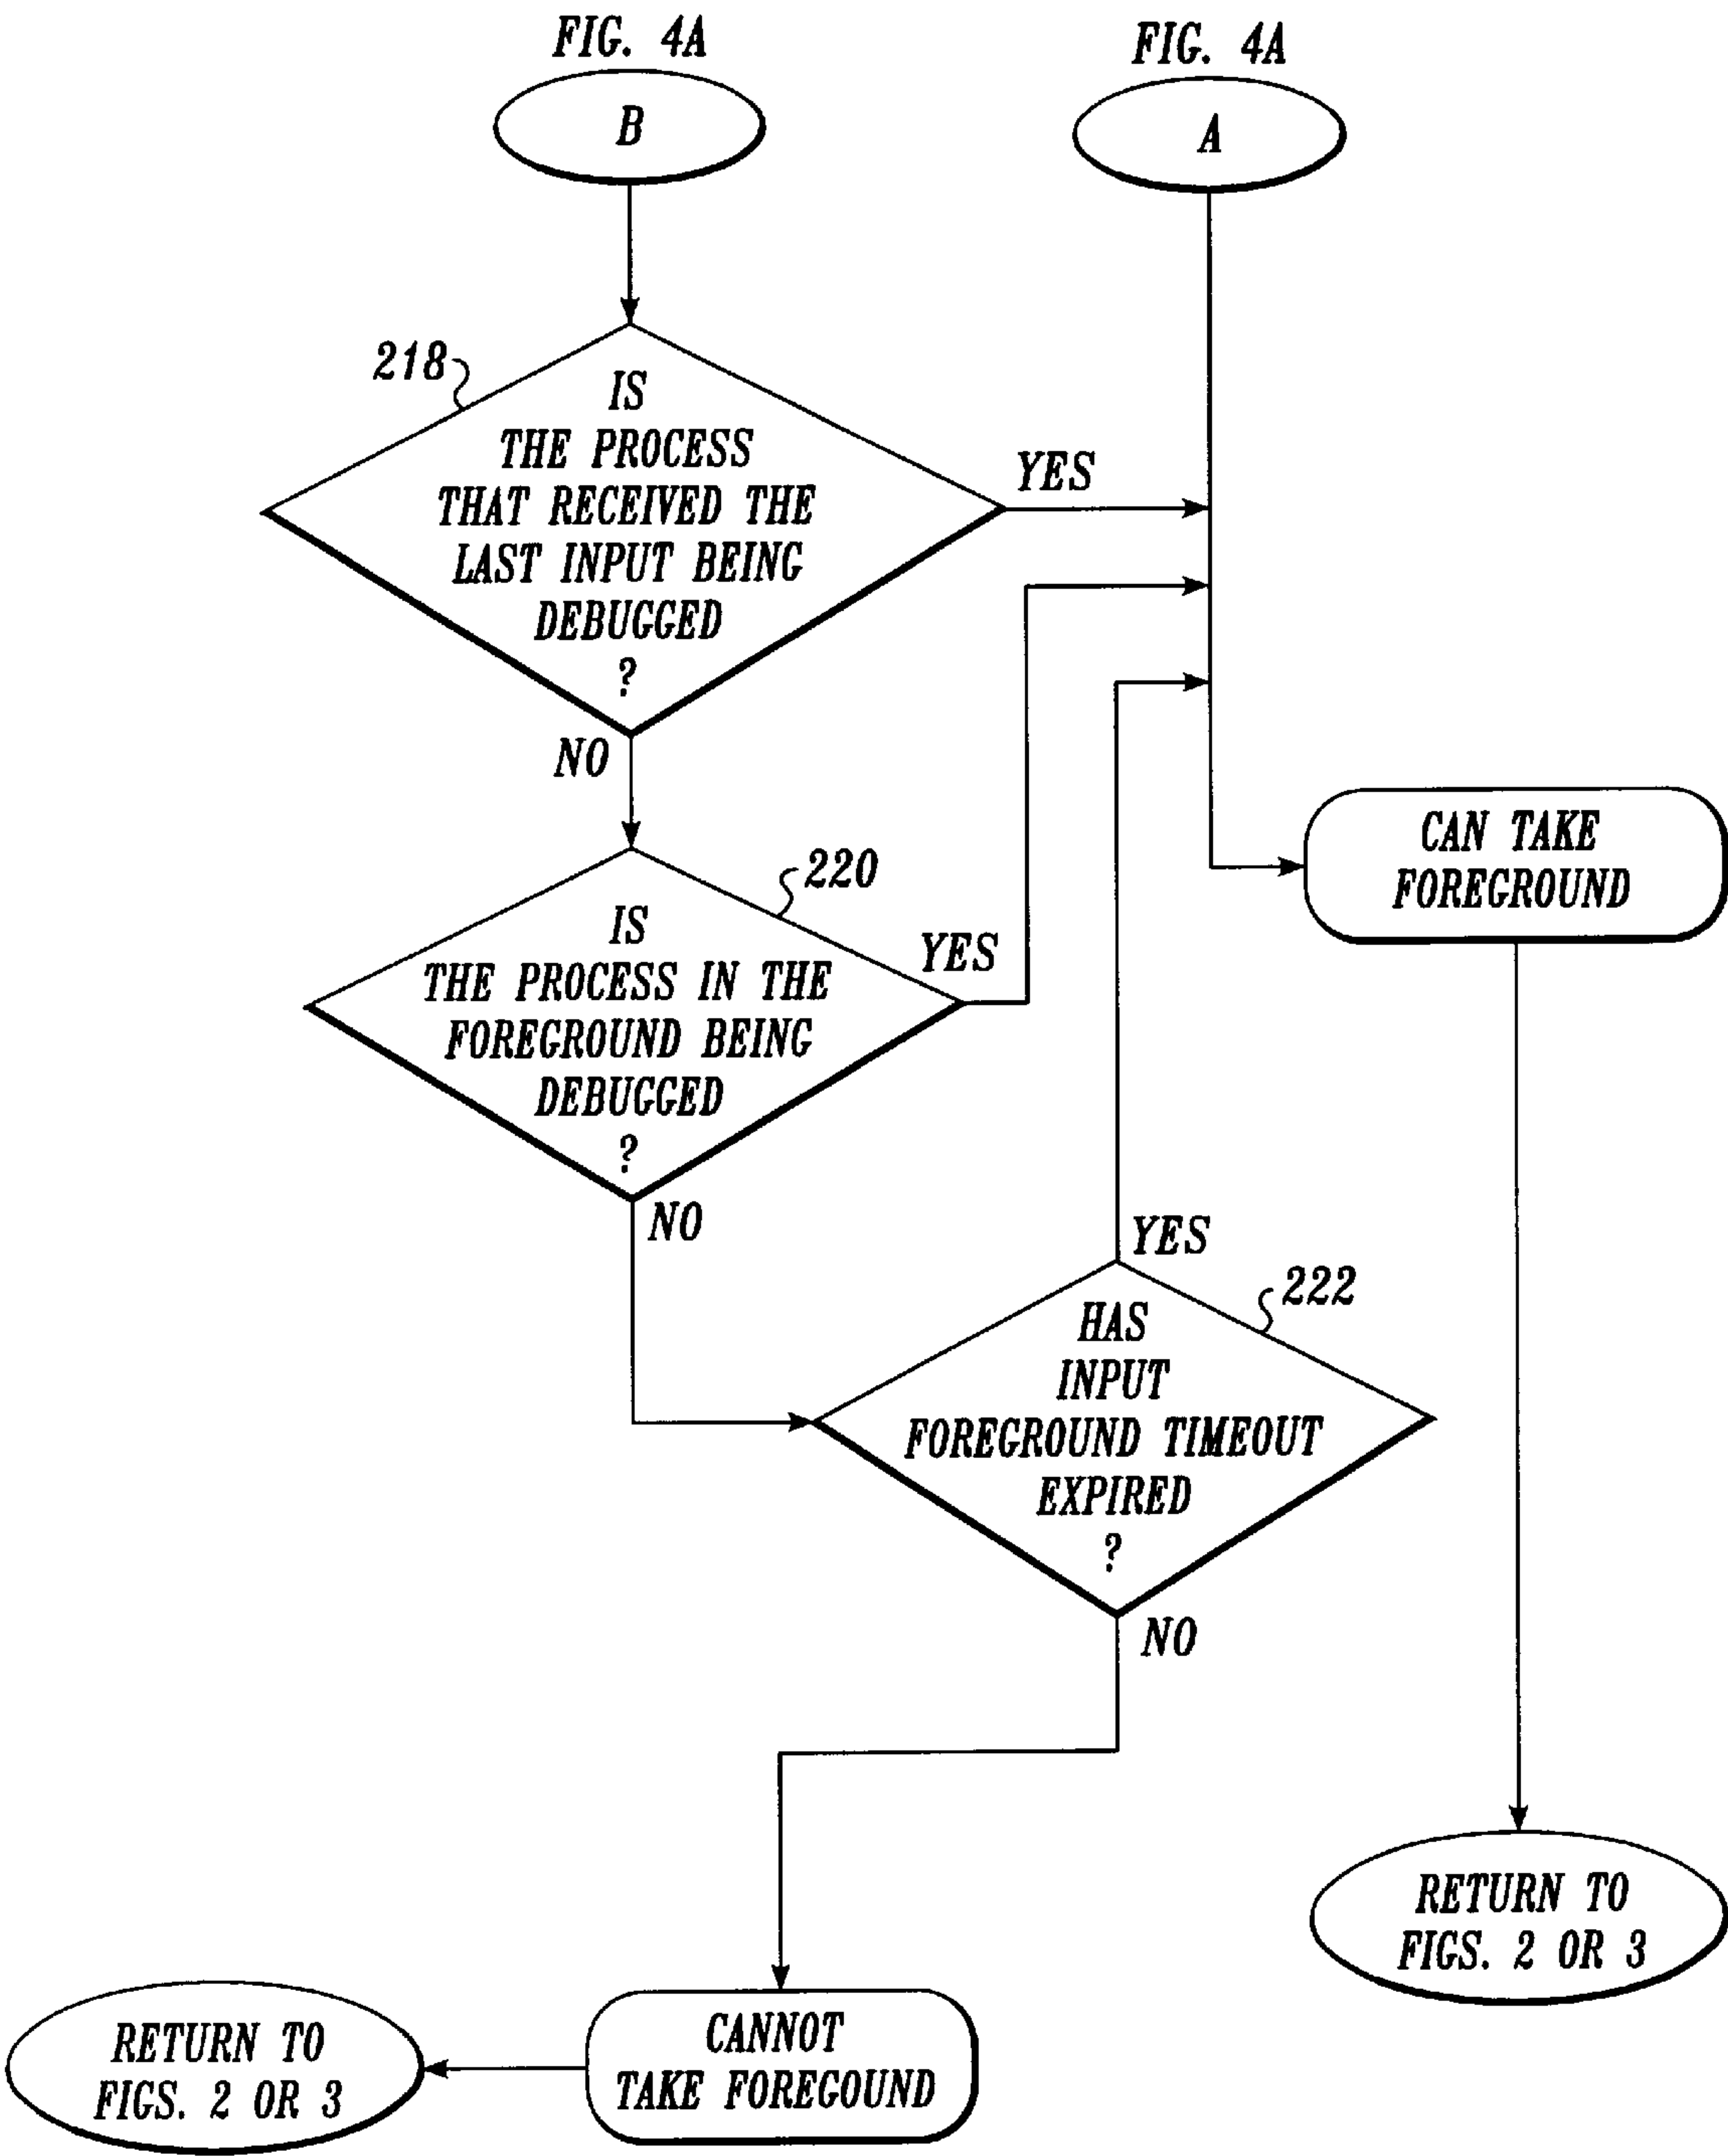 FIG. 4A
B
FIG. 4A
A
218
IS
THE PROCESS
THAT RECEIVED THE
LAST INPUT BEING
DEBUGGED
?
YES
NO
220
IS
THE PROCESS IN THE
FOREGROUND BEING
DEBUGGED
?
YES
NO
CAN TAKE
FOREGROUND
222
HAS
INPUT
FOREGROUND TIMEOUT
EXPIRED
?
YES
NO
RETURN TO
FIGS. 2 OR 3
CANNOT
TAKE FOREGOUND
RETURN TO
FIGS. 2 OR 3